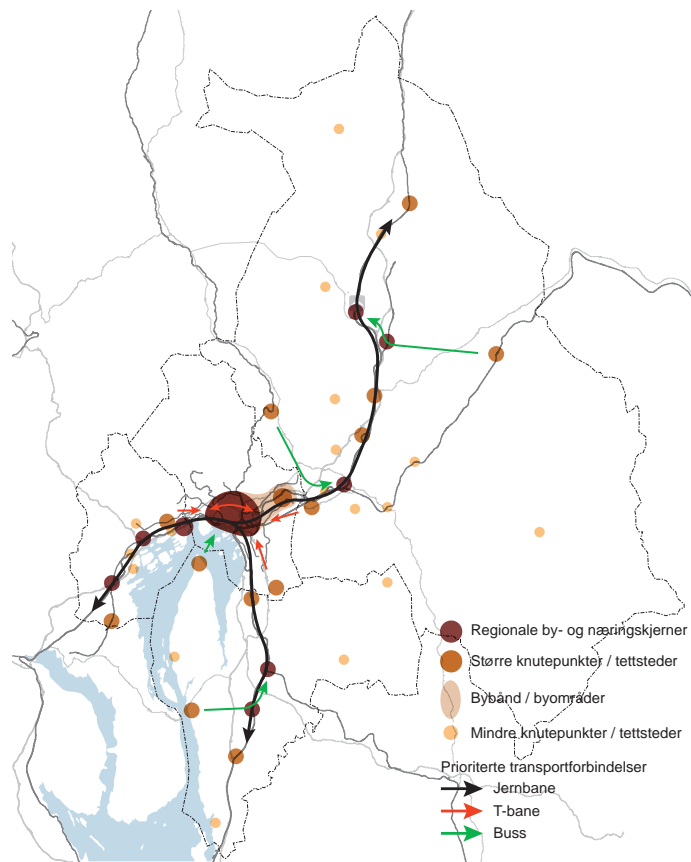 Regionale by- og næringskjerner
Større knutepunkter / tettsteder
Bybånd / byområder
Mindre knutepunkter / tettsteder
Prioriterte transportforbindelser
Jernbane
T-bane
Buss